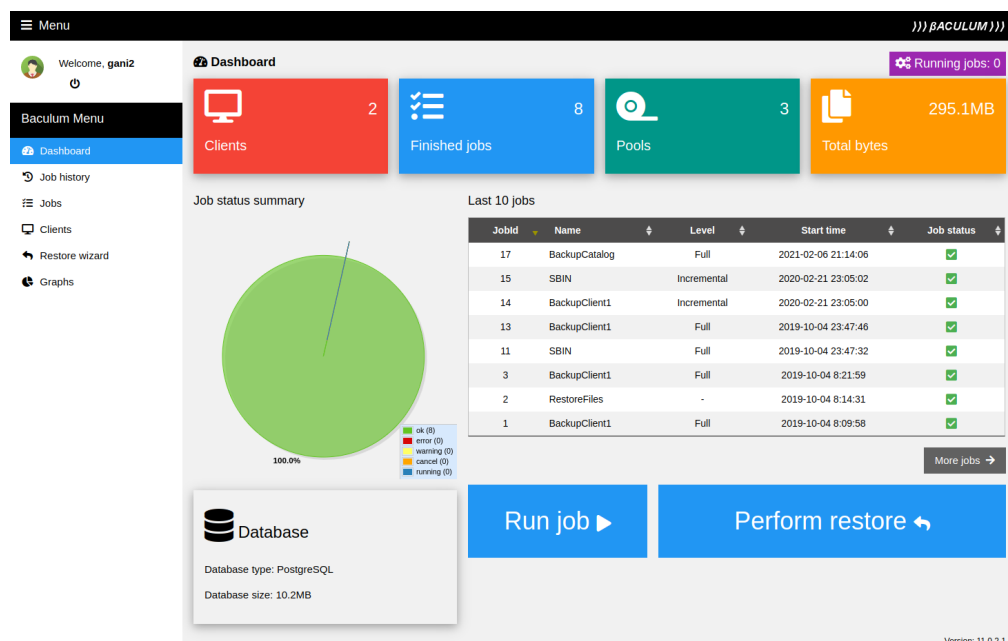 Menu
⟩⟩⟩ βACULUM ⟩⟩⟩
Welcome, gani2
Baculum Menu
Dashboard
Job history
Jobs
Clients
Restore wizard
Graphs
Dashboard
Running jobs: 0
2
Clients
8
Finished jobs
3
Pools
295.1MB
Total bytes
Job status summary
100.0%
ok (8)
error (0)
warning (0)
cancel (0)
running (0)
Last 10 jobs
JobId Name Level Start time Job status
17 BackupCatalog Full 2021-02-06 21:14:06
15 SBIN Incremental 2020-02-21 23:05:02
14 BackupClient1 Incremental 2020-02-21 23:05:00
13 BackupClient1 Full 2019-10-04 23:47:46
11 SBIN Full 2019-10-04 23:47:32
3 BackupClient1 Full 2019-10-04 8:21:59
2 RestoreFiles - 2019-10-04 8:14:31
1 BackupClient1 Full 2019-10-04 8:09:58
More jobs
Database
Database type: PostgreSQL
Database size: 10.2MB
Run job
Perform restore
Version: 11.0.2.1